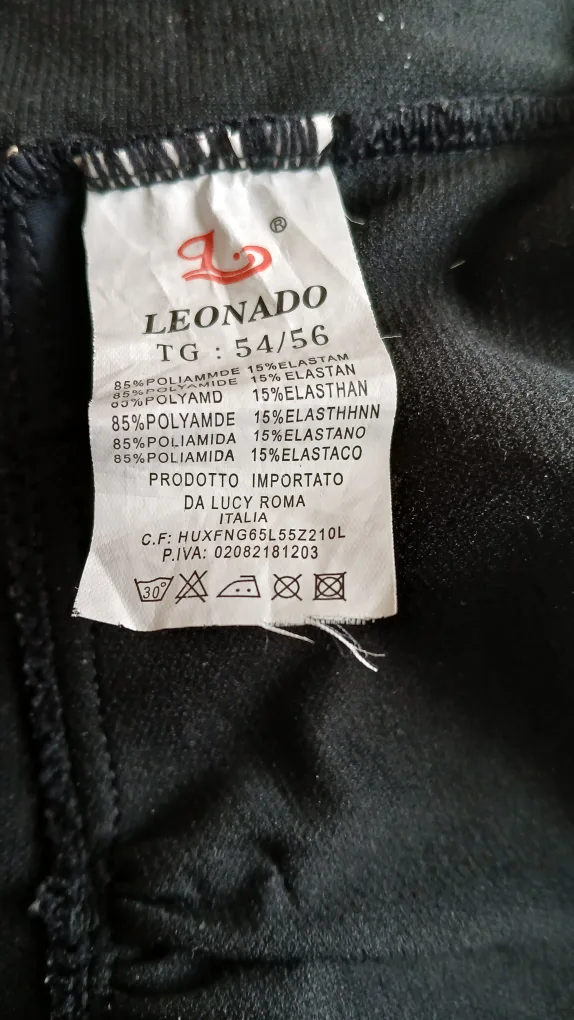 ®
LEONADO
TG : 54/56
85%POLIAMMDE 15%ELASTAM
85%POLYAMIDE 15%ELASTAN
85%POLYAMD 15%ELASTHAN
85%POLYAMDE 15%ELASTHHNN
85%POLIAMIDA 15%ELASTANO
85%POLIAMIDA 15%ELASTACO
PRODOTTO IMPORTATO
DA LUCY ROMA
ITALIA
C.F: HUXFNG65L55Z210L
P.IVA: 02082181203
30°